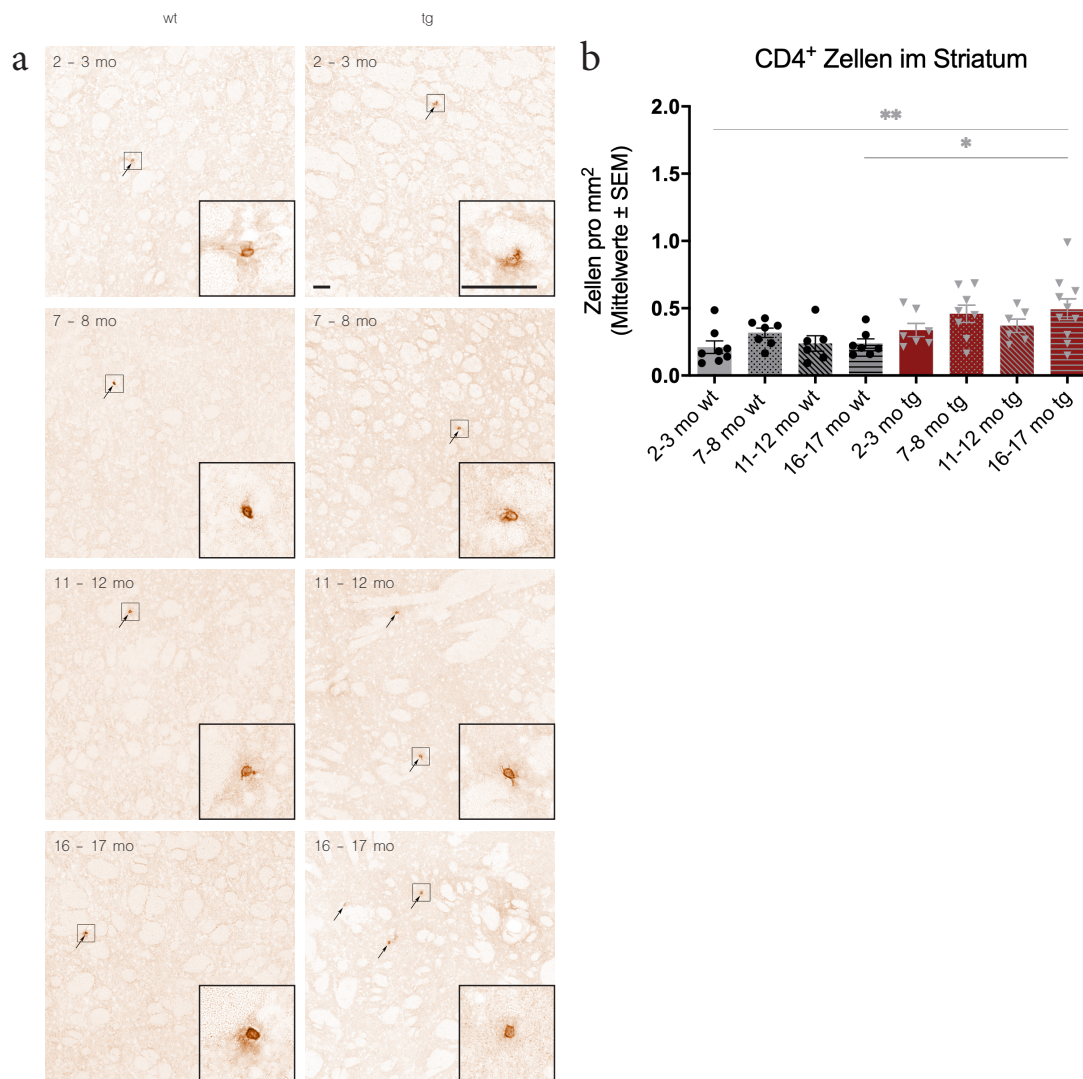 wt
tg
a
2 – 3 mo
2 – 3 mo
7 – 8 mo
7 – 8 mo
11 – 12 mo
11 – 12 mo
16 – 17 mo
16 – 17 mo
b
CD4⁺ Zellen im Striatum
Zellen pro mm²
(Mittelwerte ± SEM)
2.0
1.5
1.0
0.5
0.0
**
*
2-3 mo wt
7-8 mo wt
11-12 mo wt
16-17 mo wt
2-3 mo tg
7-8 mo tg
11-12 mo tg
16-17 mo tg